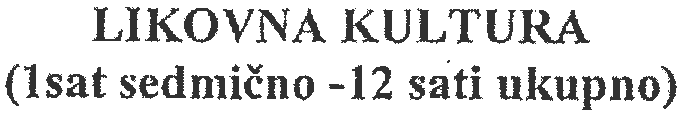 LIKOVNA KULTURA
(1sat sedmično -12 sati ukupno)